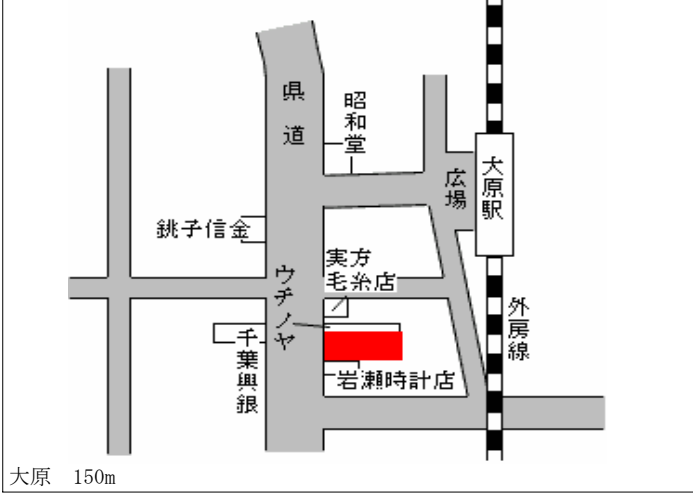 県道
昭和堂
大原駅
広場
銚子信金
実方
毛糸店
ウチノヤ
外房線
千葉興銀
岩瀬時計店
大原 150m